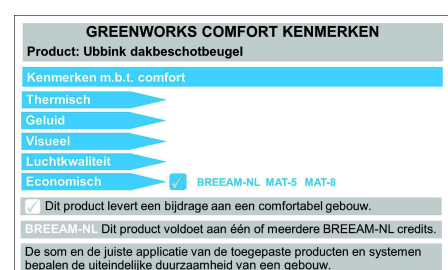 GREENWORKS COMFORT KENMERKEN
Product: Ubbink dakbeschotbeugel
Kenmerken m.b.t. comfort
Thermisch
Geluid
Visueel
Luchtkwaliteit
Economisch ✓ BREEAM-NL MAT-5 MAT-8
✓ Dit product levert een bijdrage aan een comfortabel gebouw.
BREEAM-NL Dit product voldoet aan één of meerdere BREEAM-NL credits.
De som en de juiste applicatie van de toegepaste producten en systemen
bepalen de uiteindelijke duurzaamheid van een gebouw.